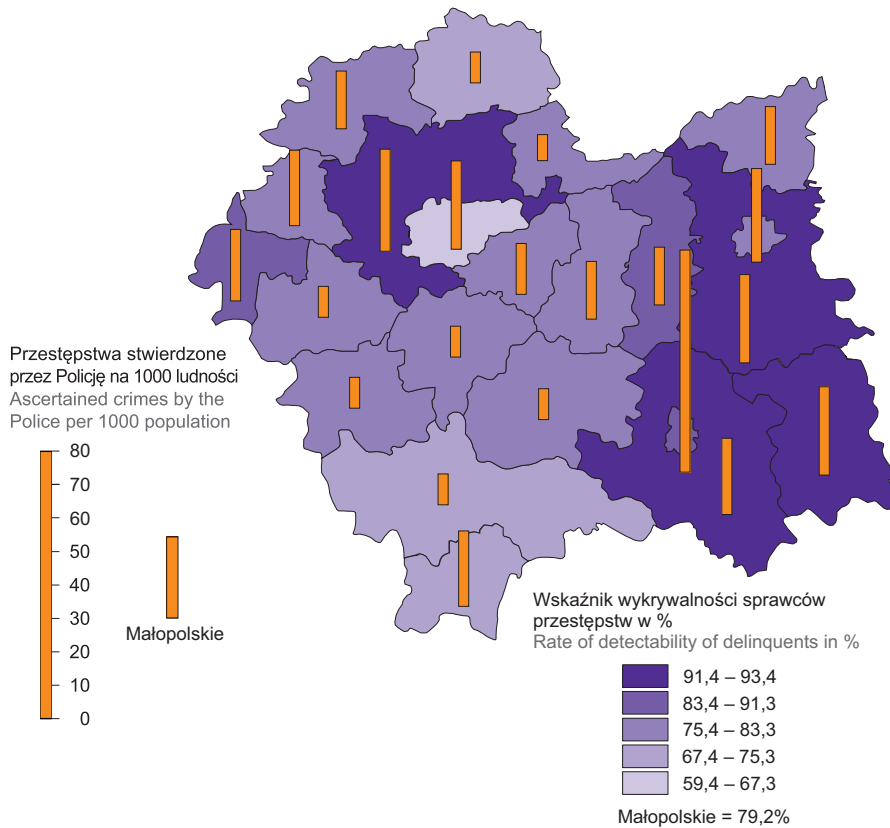 Przestępstwa stwierdzone
przez Policję na 1000 ludności
Ascertained crimes by the
Police per 1000 population
80
70
60
50
40
30
20
10
0
Małopolskie
Wskaźnik wykrywalności sprawców
przestępstw w %
Rate of detectability of delinquents in %
91,4 – 93,4
83,4 – 91,3
75,4 – 83,3
67,4 – 75,3
59,4 – 67,3
Małopolskie = 79,2%